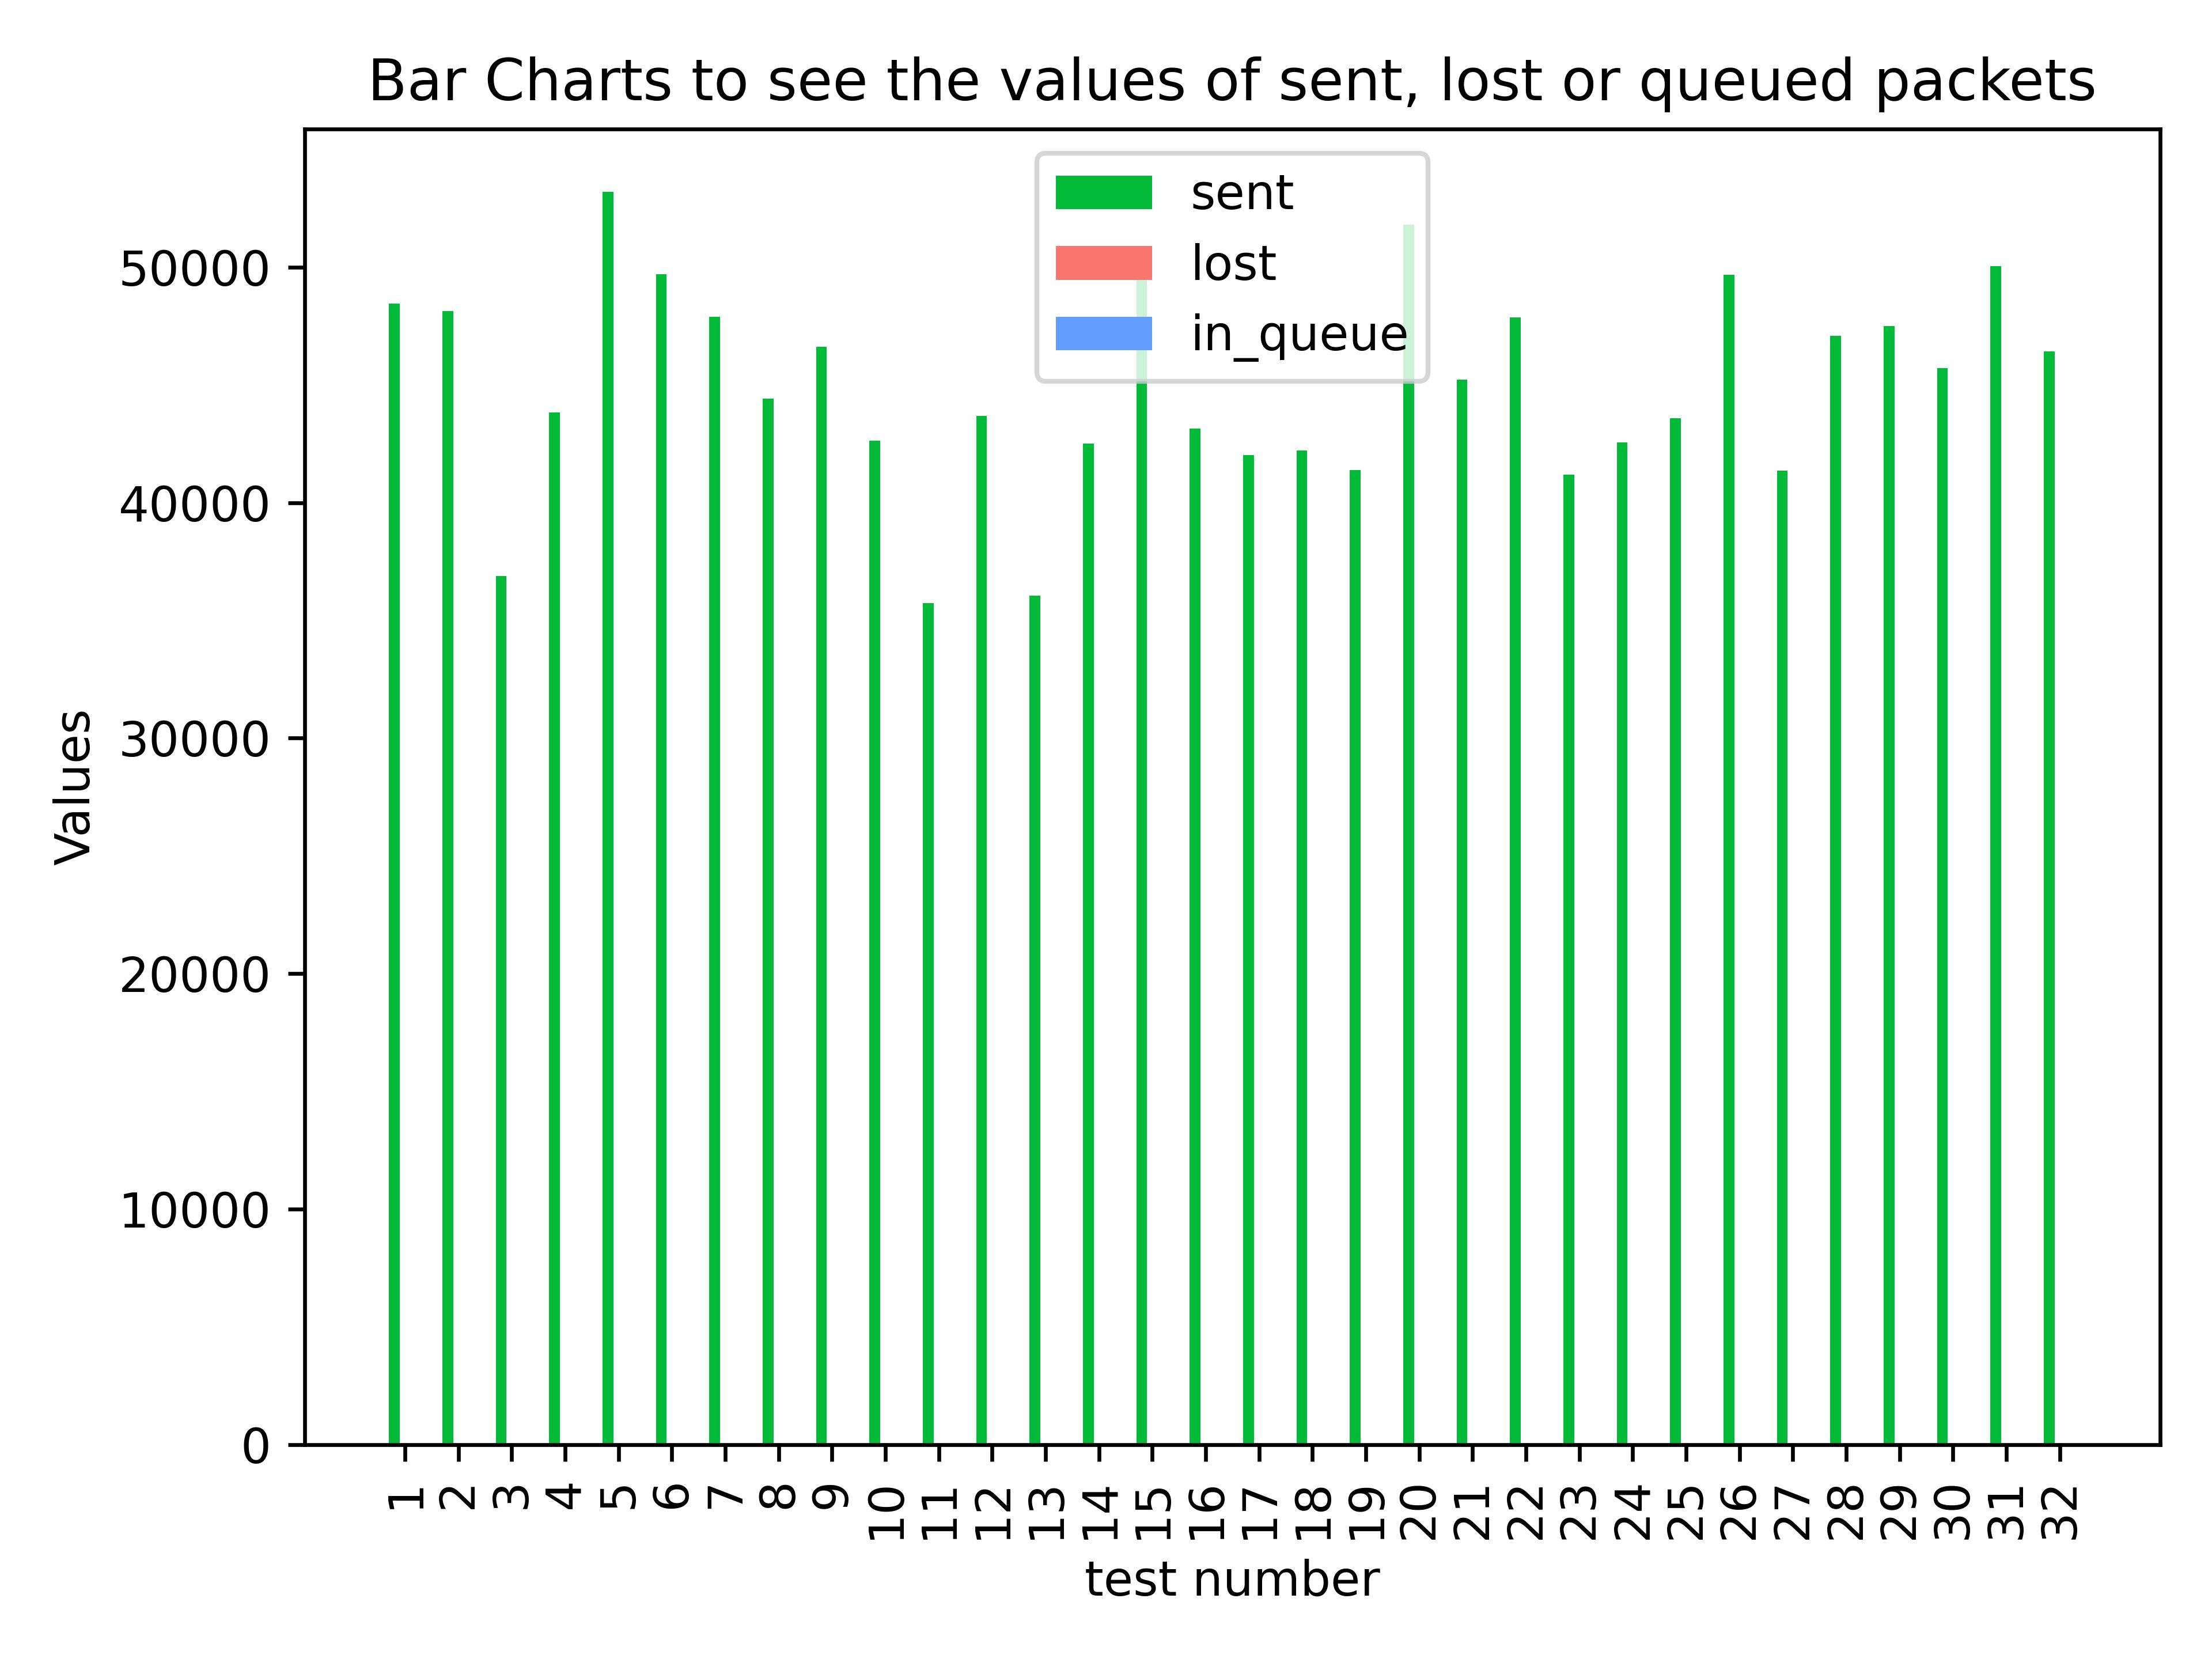 Bar Charts to see the values of sent, lost or queued packets
sent
lost
in_queue
50000
40000
30000
20000
10000
0
Values
1 2 3 4 5 6 7 8 9 10 11 12 13 14 15 16 17 18 19 20 21 22 23 24 25 26 27 28 29 30 31 32
test number